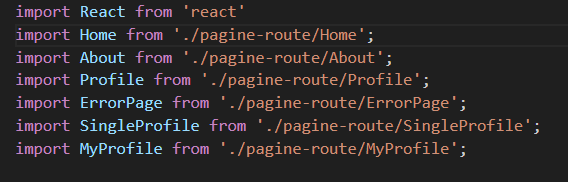 import React from 'react'
import Home from './pagine-route/Home';
import About from './pagine-route/About';
import Profile from './pagine-route/Profile';
import ErrorPage from './pagine-route/ErrorPage';
import SingleProfile from './pagine-route/SingleProfile';
import MyProfile from './pagine-route/MyProfile';